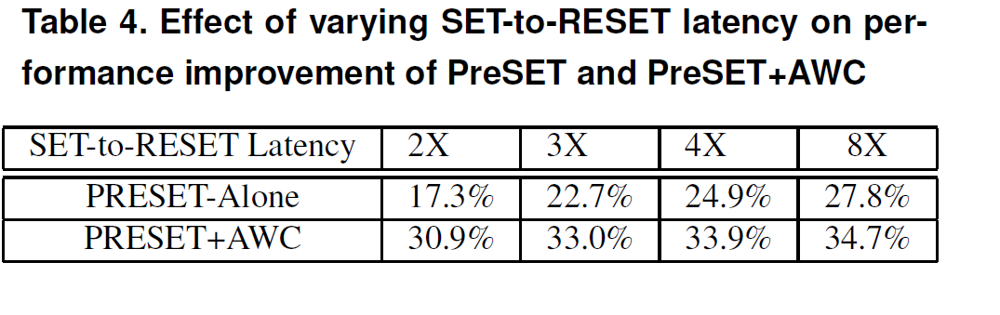 Table 4. Effect of varying SET-to-RESET latency on per-
formance improvement of PreSET and PreSET+AWC
SET-to-RESET Latency 2X 3X 4X 8X
PRESET-Alone 17.3% 22.7% 24.9% 27.8%
PRESET+AWC 30.9% 33.0% 33.9% 34.7%